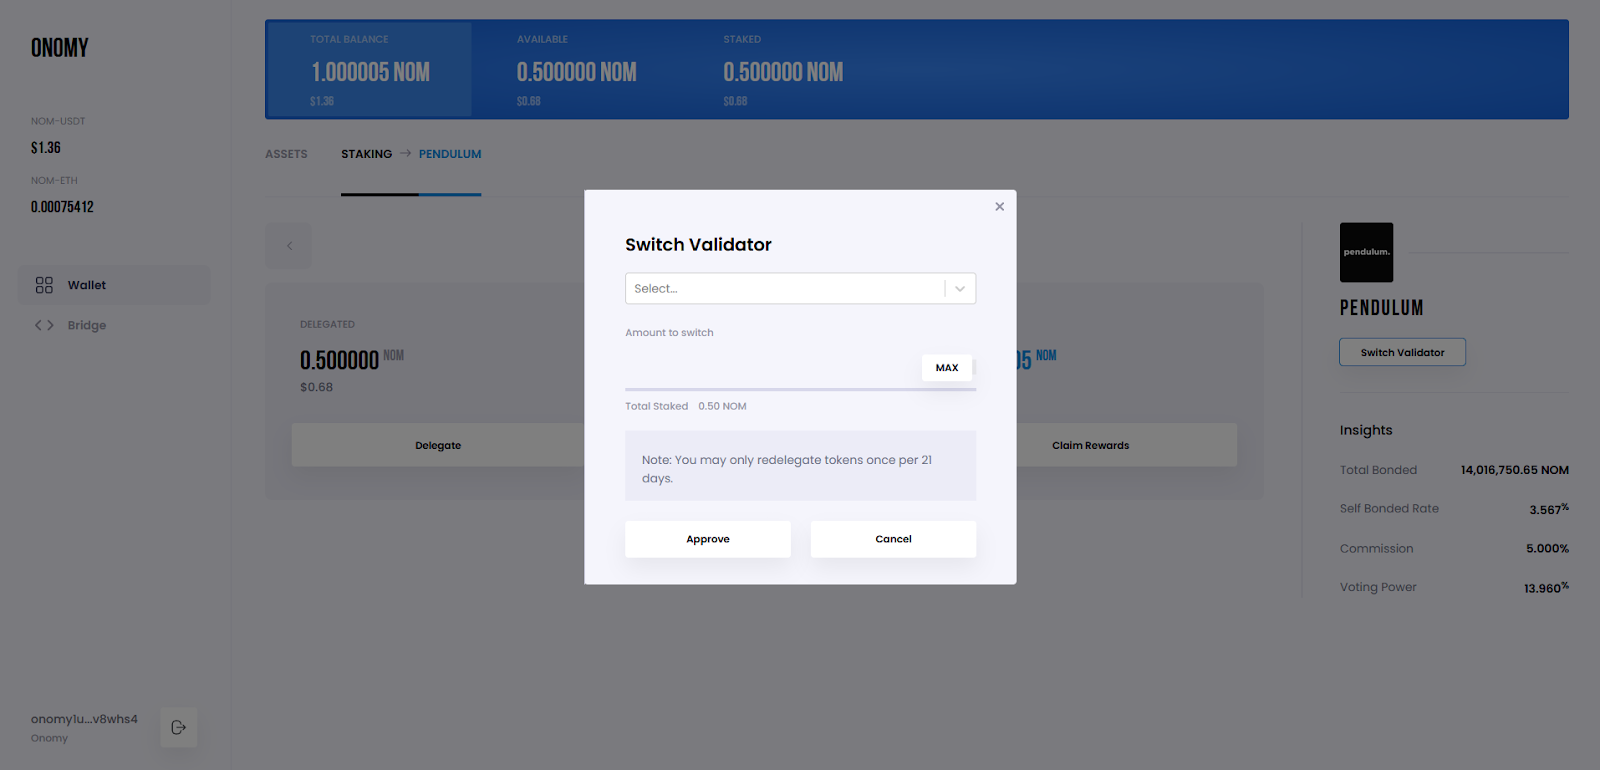 ONOMY
NOM-USDT
$1.36
NOM-ETH
0.00075412
Wallet
Bridge
onomy1u...v8whs4
Onomy
TOTAL BALANCE
1.000005 NOM
$1.36
AVAILABLE
0.500000 NOM
$0.68
STAKED
0.500000 NOM
$0.68
ASSETS
STAKING → PENDULUM
DELEGATED
0.500000 NOM
$0.68
Delegate
05 NOM
Claim Rewards
Switch Validator
Select...
Amount to switch
MAX
Total Staked 0.50 NOM
Note: You may only redelegate tokens once per 21
days.
Approve
Cancel
pendulum.
PENDULUM
Switch Validator
Insights
Total Bonded 14,016,750.65 NOM
Self Bonded Rate 3.567%
Commission 5.000%
Voting Power 13.960%